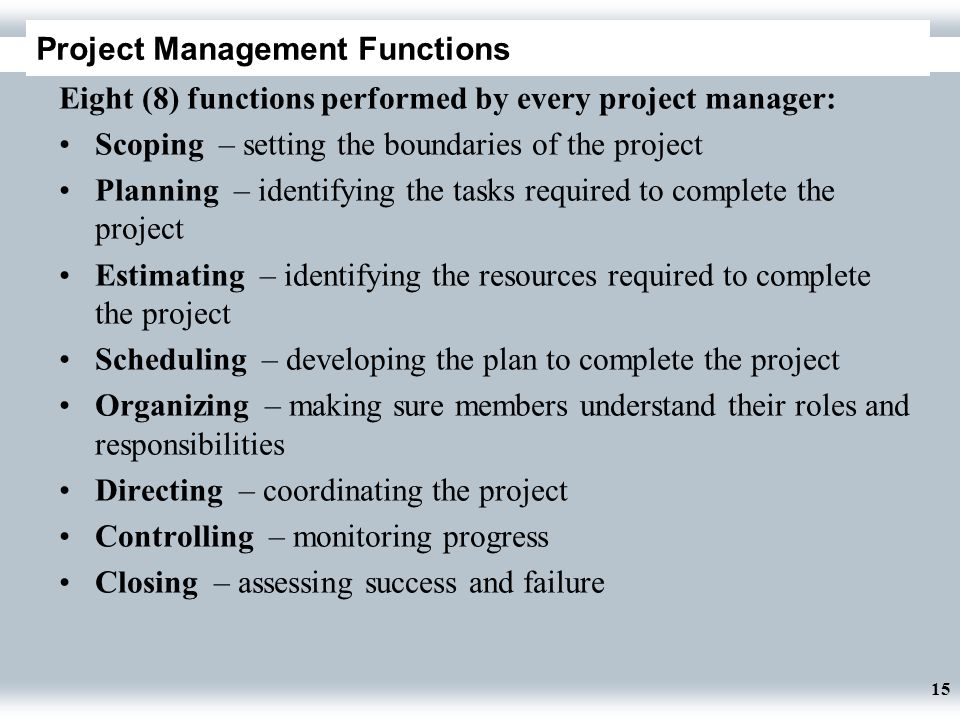 Project Management Functions
Eight (8) functions performed by every project manager:
• Scoping – setting the boundaries of the project
• Planning – identifying the tasks required to complete the
project
• Estimating – identifying the resources required to complete
the project
• Scheduling – developing the plan to complete the project
• Organizing – making sure members understand their roles and
responsibilities
• Directing – coordinating the project
• Controlling – monitoring progress
• Closing – assessing success and failure
15